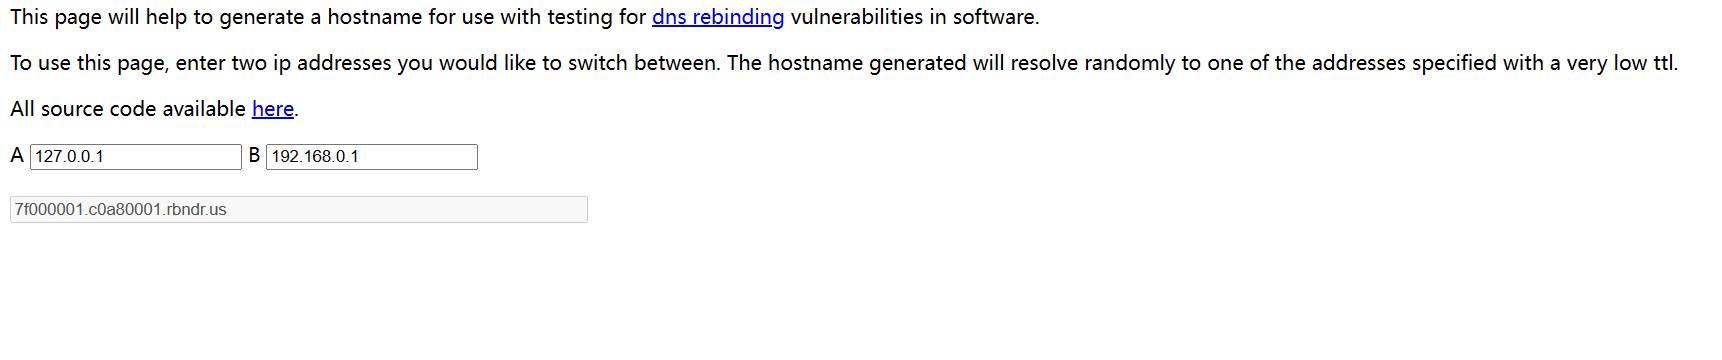 This page will help to generate a hostname for use with testing for dns rebinding vulnerabilities in software.
To use this page, enter two ip addresses you would like to switch between. The hostname generated will resolve randomly to one of the addresses specified with a very low ttl.
All source code available here.
A 127.0.0.1 B 192.168.0.1
7f000001.c0a80001.rbndr.us